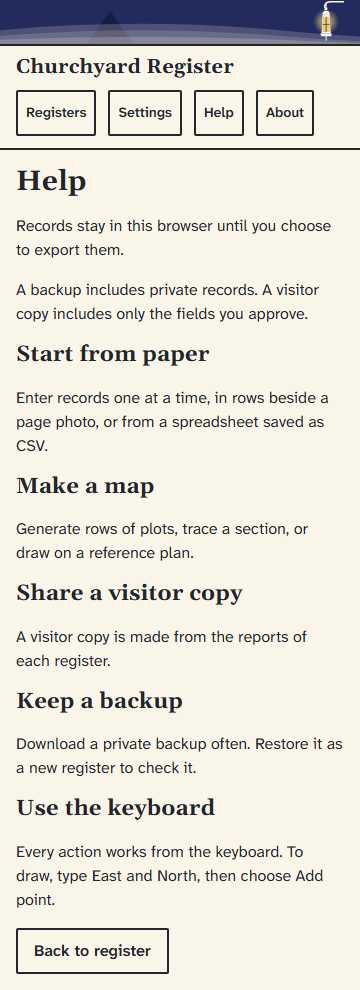 Churchyard Register
Registers
Settings
Help
About
Help
Records stay in this browser until you choose
to export them.
A backup includes private records. A visitor
copy includes only the fields you approve.
Start from paper
Enter records one at a time, in rows beside a
page photo, or from a spreadsheet saved as
CSV.
Make a map
Generate rows of plots, trace a section, or
draw on a reference plan.
Share a visitor copy
A visitor copy is made from the reports of
each register.
Keep a backup
Download a private backup often. Restore it as
a new register to check it.
Use the keyboard
Every action works from the keyboard. To
draw, type East and North, then choose Add
point.
Back to register